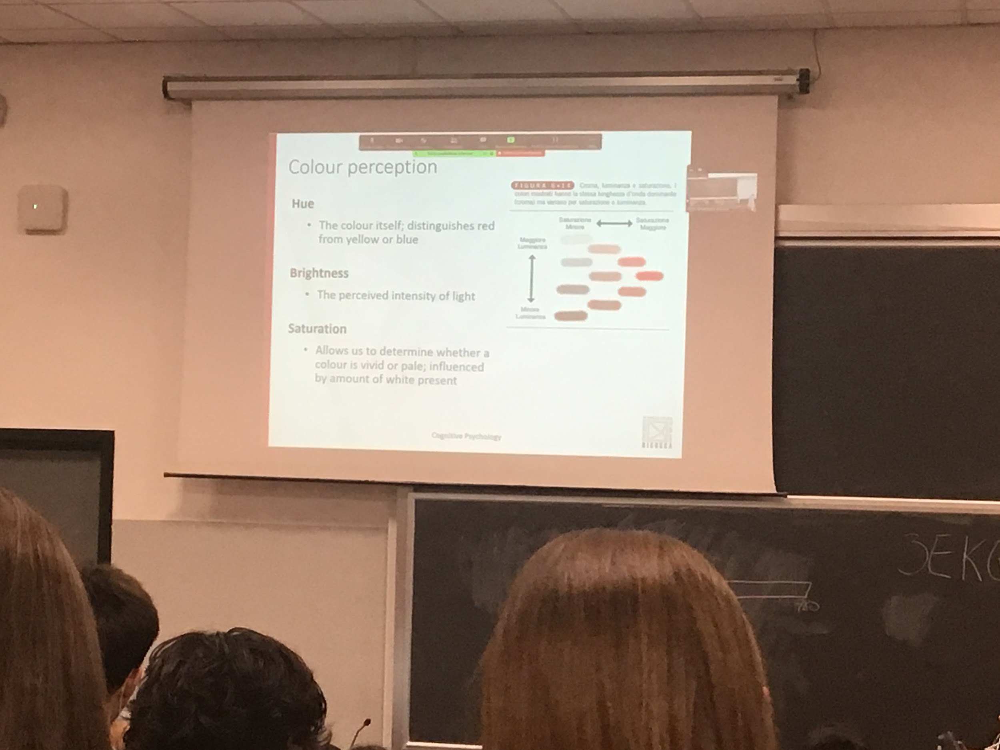 Colour perception
Hue
• The colour itself; distinguishes red
from yellow or blue
Brightness
• The perceived intensity of light
Saturation
• Allows us to determine whether a
colour is vivid or pale; influenced
by amount of white present
FIGURA 6•14 Croma, luminanza e saturazione. I
colori mostrati hanno la stessa lunghezza d'onda dominante
(croma) ma variano per saturazione e luminanza.
Saturazione
Minore
Saturazione
Maggiore
Maggiore
Luminanza
Minore
Luminanza
Cognitive Psychology
BICOCCA
3EK